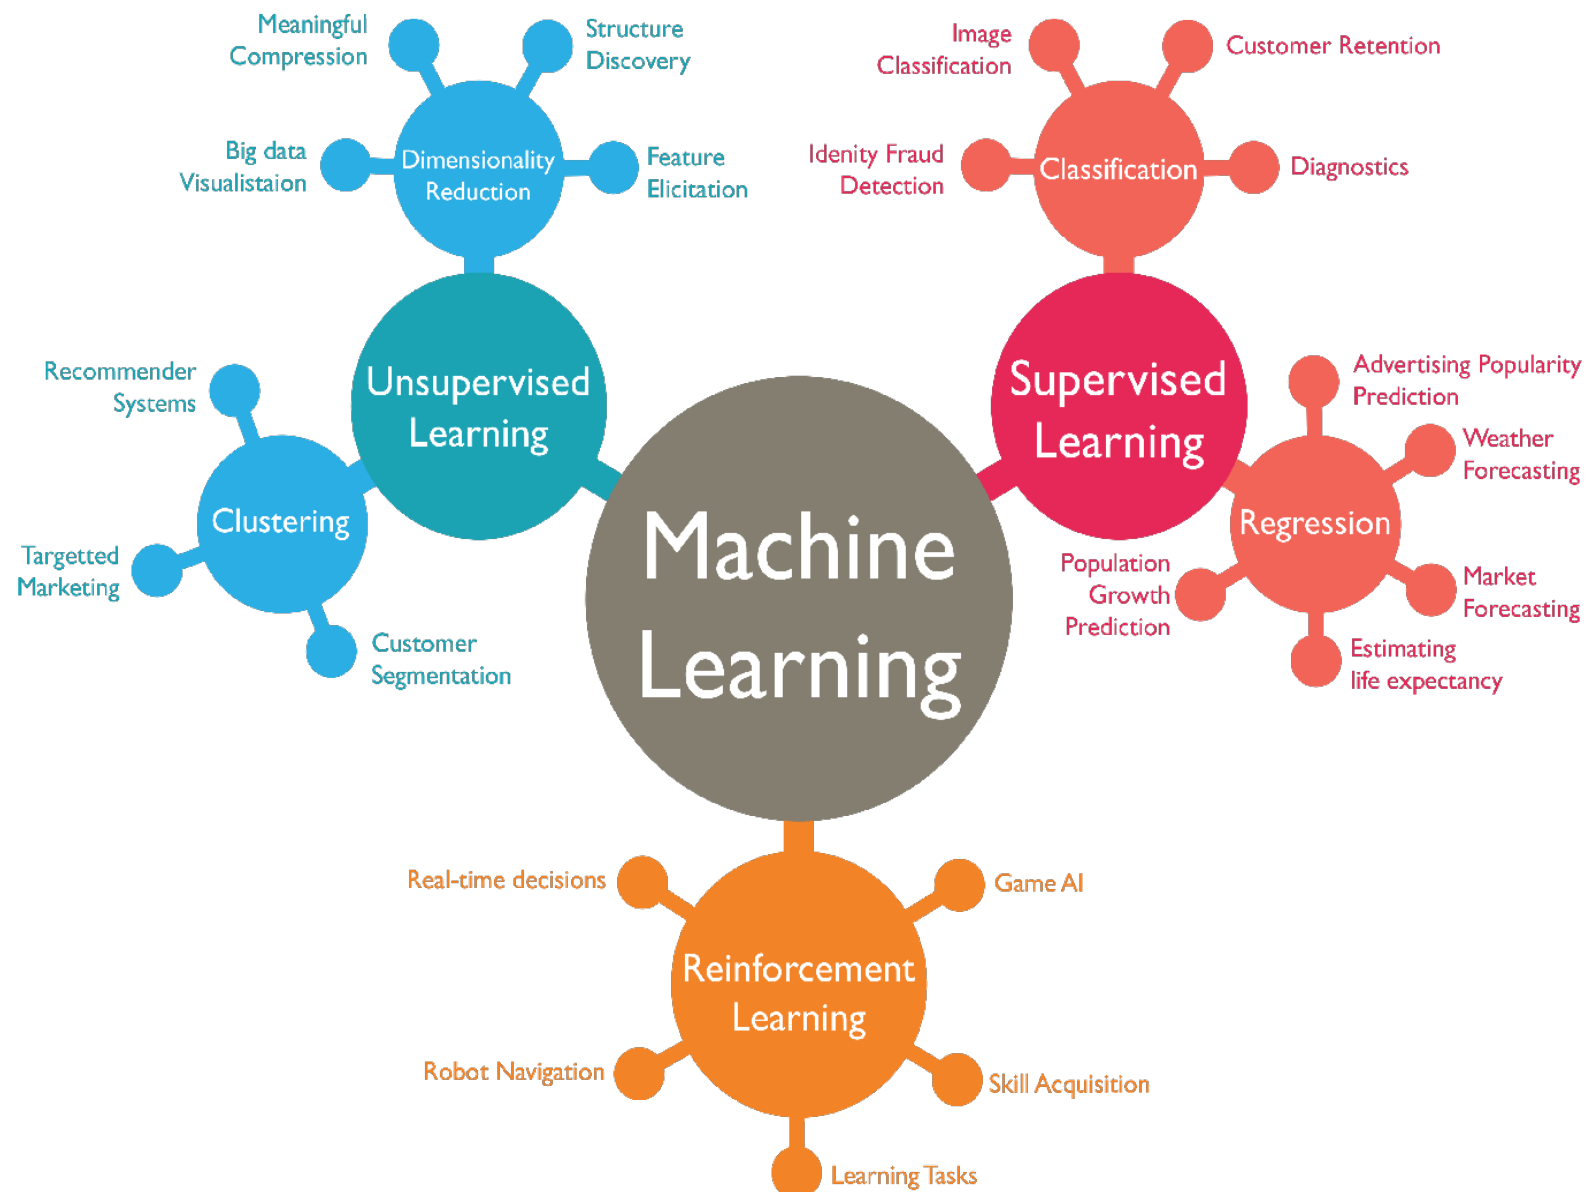 Meaningful
Compression
Structure
Discovery
Big data
Visualistaion
Dimensionality
Reduction
Feature
Elicitation
Image
Classification
Customer Retention
Idenity Fraud
Detection
Classification
Diagnostics
Unsupervised
Learning
Recommender
Systems
Clustering
Targetted
Marketing
Customer
Segmentation
Supervised
Learning
Advertising Popularity
Prediction
Weather
Forecasting
Regression
Population
Growth
Prediction
Market
Forecasting
Estimating
life expectancy
Machine
Learning
Real-time decisions
Game AI
Reinforcement
Learning
Robot Navigation
Skill Acquisition
Learning Tasks